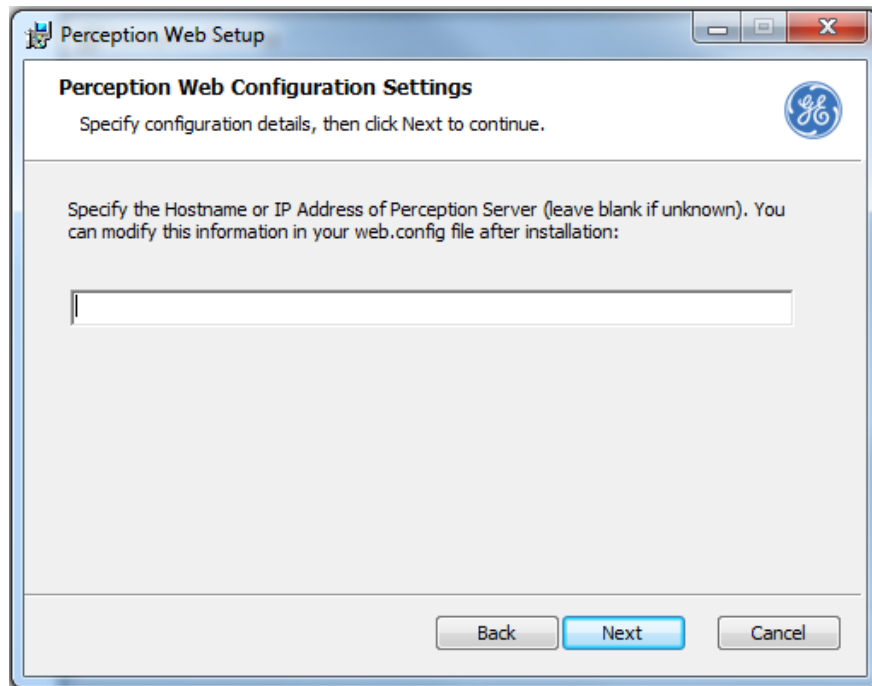 Perception Web Setup
Perception Web Configuration Settings
Specify configuration details, then click Next to continue.
GE
Specify the Hostname or IP Address of Perception Server (leave blank if unknown). You
can modify this information in your web.config file after installation:
Back Next Cancel